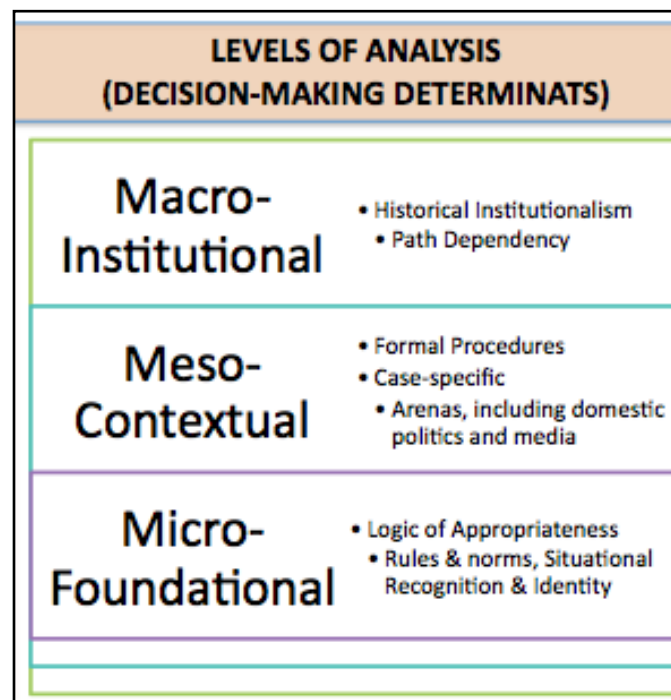 LEVELS OF ANALYSIS
(DECISION-MAKING DETERMINATS)
Macro-
Institutional
• Historical Institutionalism
• Path Dependency
Meso-
Contextual
• Formal Procedures
• Case-specific
• Arenas, including domestic
politics and media
Micro-
Foundational
• Logic of Appropriateness
• Rules & norms, Situational
Recognition & Identity